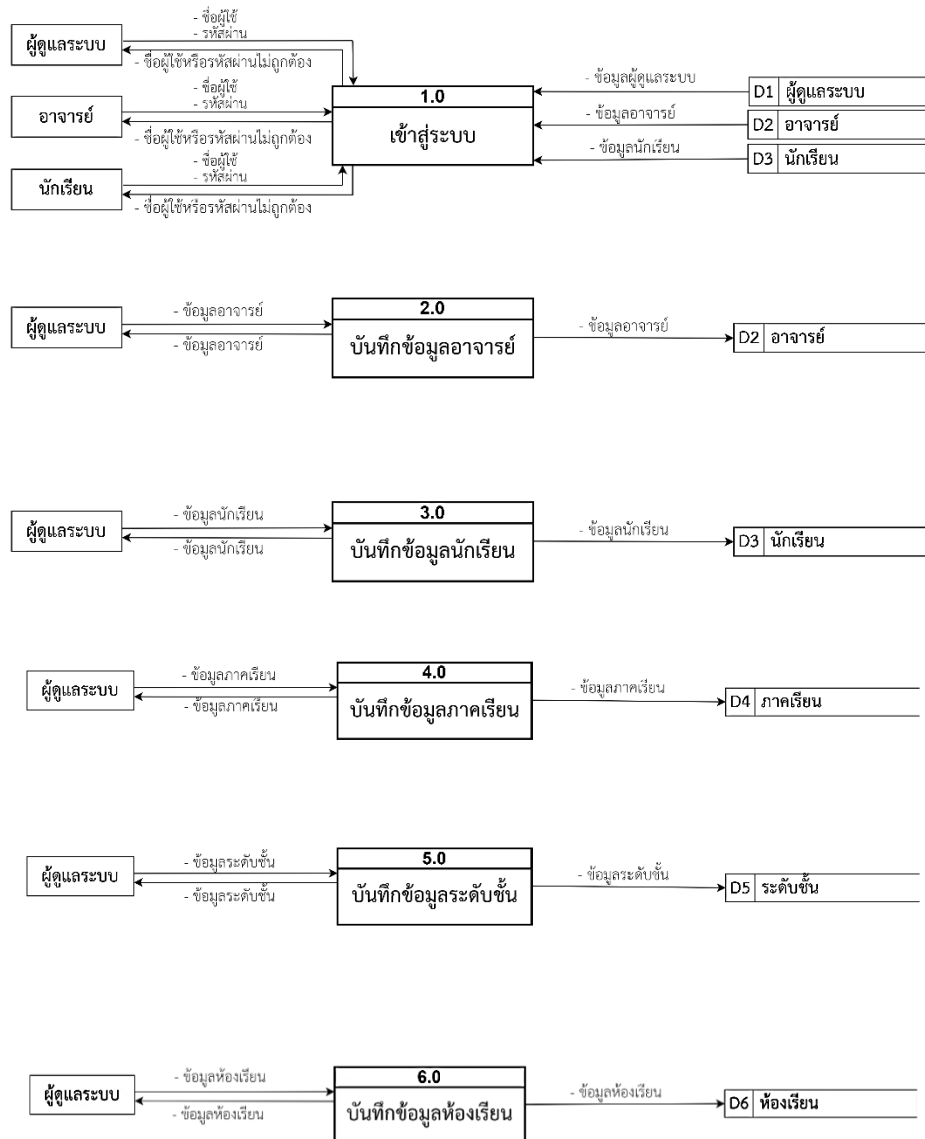 - ชื่อผู้ใช้
- รหัสผ่าน
ผู้ดูแลระบบ
- ชื่อผู้ใช้หรือรหัสผ่านไม่ถูกต้อง
- ชื่อผู้ใช้
- รหัสผ่าน
อาจารย์
- ชื่อผู้ใช้หรือรหัสผ่านไม่ถูกต้อง
- ชื่อผู้ใช้
- รหัสผ่าน
นักเรียน
- ชื่อผู้ใช้หรือรหัสผ่านไม่ถูกต้อง
1.0
เข้าสู่ระบบ
- ข้อมูลผู้ดูแลระบบ
D1 ผู้ดูแลระบบ
- ข้อมูลอาจารย์
D2 อาจารย์
- ข้อมูลนักเรียน
D3 นักเรียน
ผู้ดูแลระบบ
- ข้อมูลอาจารย์
- ข้อมูลอาจารย์
2.0
บันทึกข้อมูลอาจารย์
- ข้อมูลอาจารย์
D2 อาจารย์
ผู้ดูแลระบบ
- ข้อมูลนักเรียน
- ข้อมูลนักเรียน
3.0
บันทึกข้อมูลนักเรียน
- ข้อมูลนักเรียน
D3 นักเรียน
ผู้ดูแลระบบ
- ข้อมูลภาคเรียน
- ข้อมูลภาคเรียน
4.0
บันทึกข้อมูลภาคเรียน
- ข้อมูลภาคเรียน
D4 ภาคเรียน
ผู้ดูแลระบบ
- ข้อมูลระดับชั้น
- ข้อมูลระดับชั้น
5.0
บันทึกข้อมูลระดับชั้น
- ข้อมูลระดับชั้น
D5 ระดับชั้น
ผู้ดูแลระบบ
- ข้อมูลห้องเรียน
- ข้อมูลห้องเรียน
6.0
บันทึกข้อมูลห้องเรียน
- ข้อมูลห้องเรียน
D6 ห้องเรียน